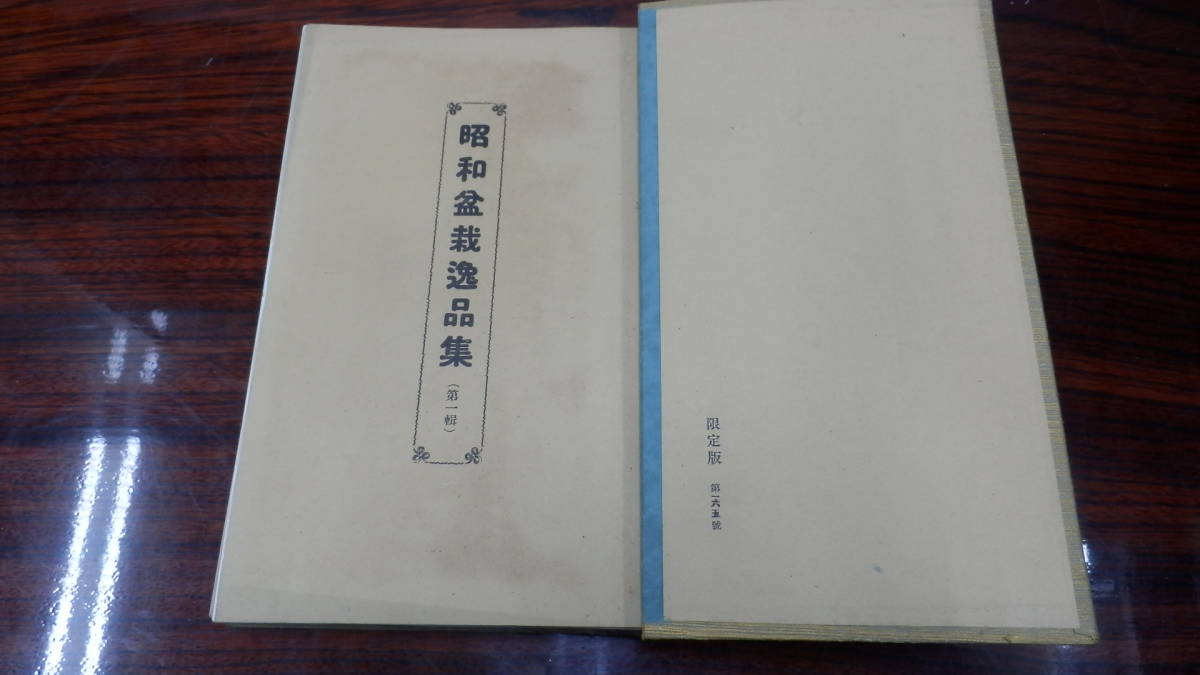 限定版 第一六五號
昭和盆栽逸品集
(第一輯)